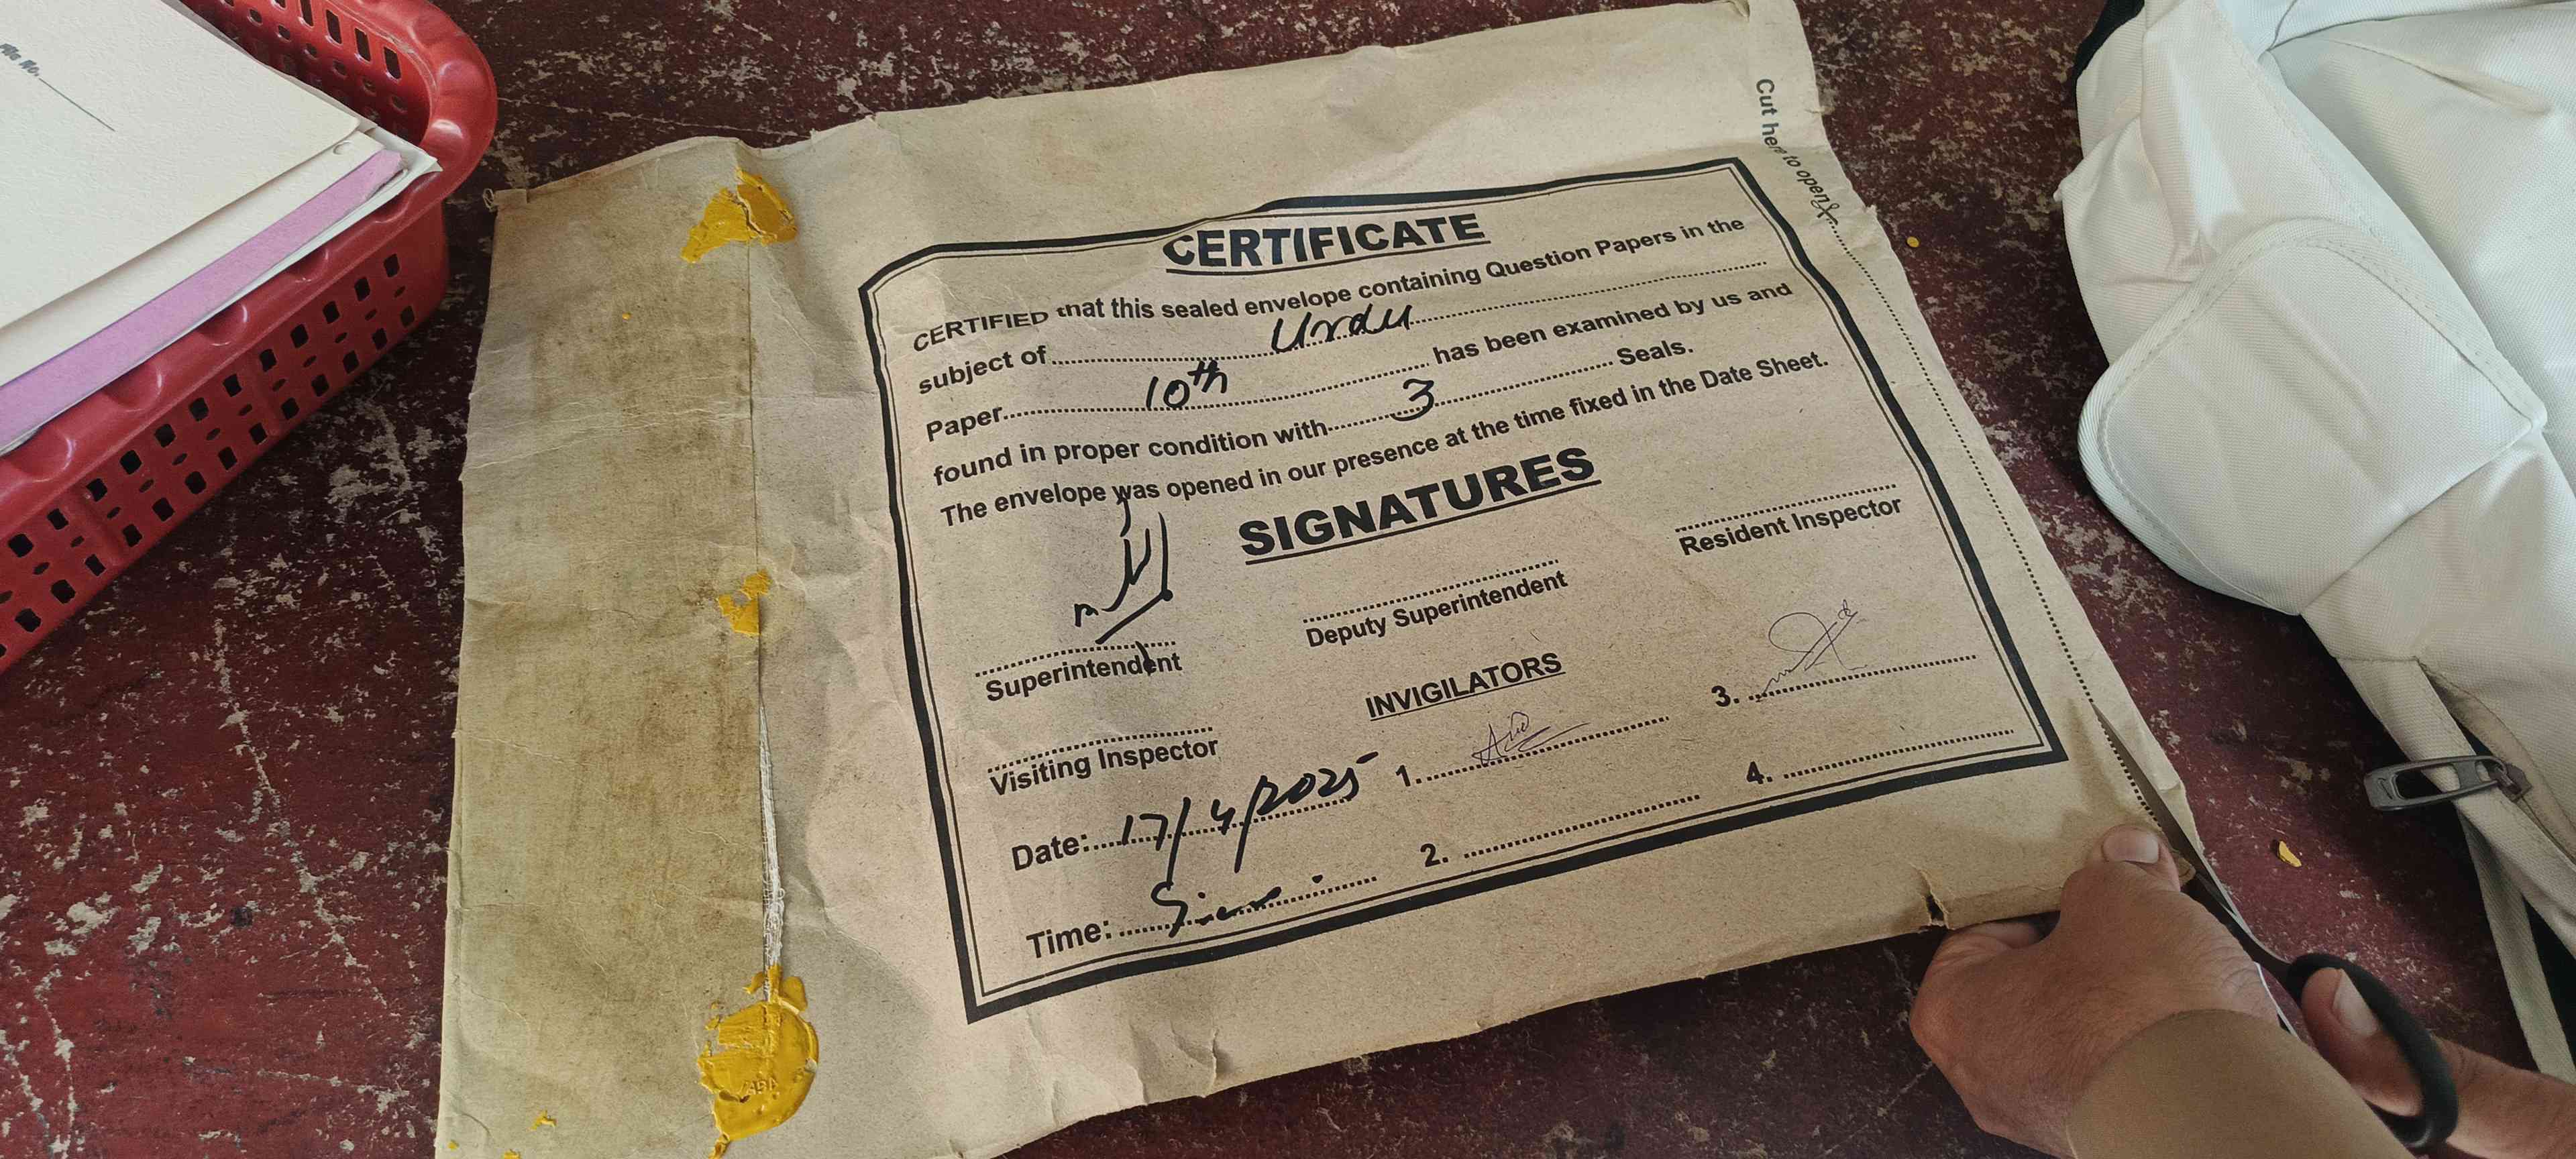 File No.
Cut here to open
CERTIFICATE
CERTIFIED that this sealed envelope containing Question Papers in the
subject of Urdu
Paper 10th has been examined by us and
found in proper condition with 3 Seals.
The envelope was opened in our presence at the time fixed in the Date Sheet.
SIGNATURES
Superintendent
Deputy Superintendent
Resident Inspector
Visiting Inspector
INVIGILATORS
Date: 17/4/2025
1.
3.
Time:
2.
4.